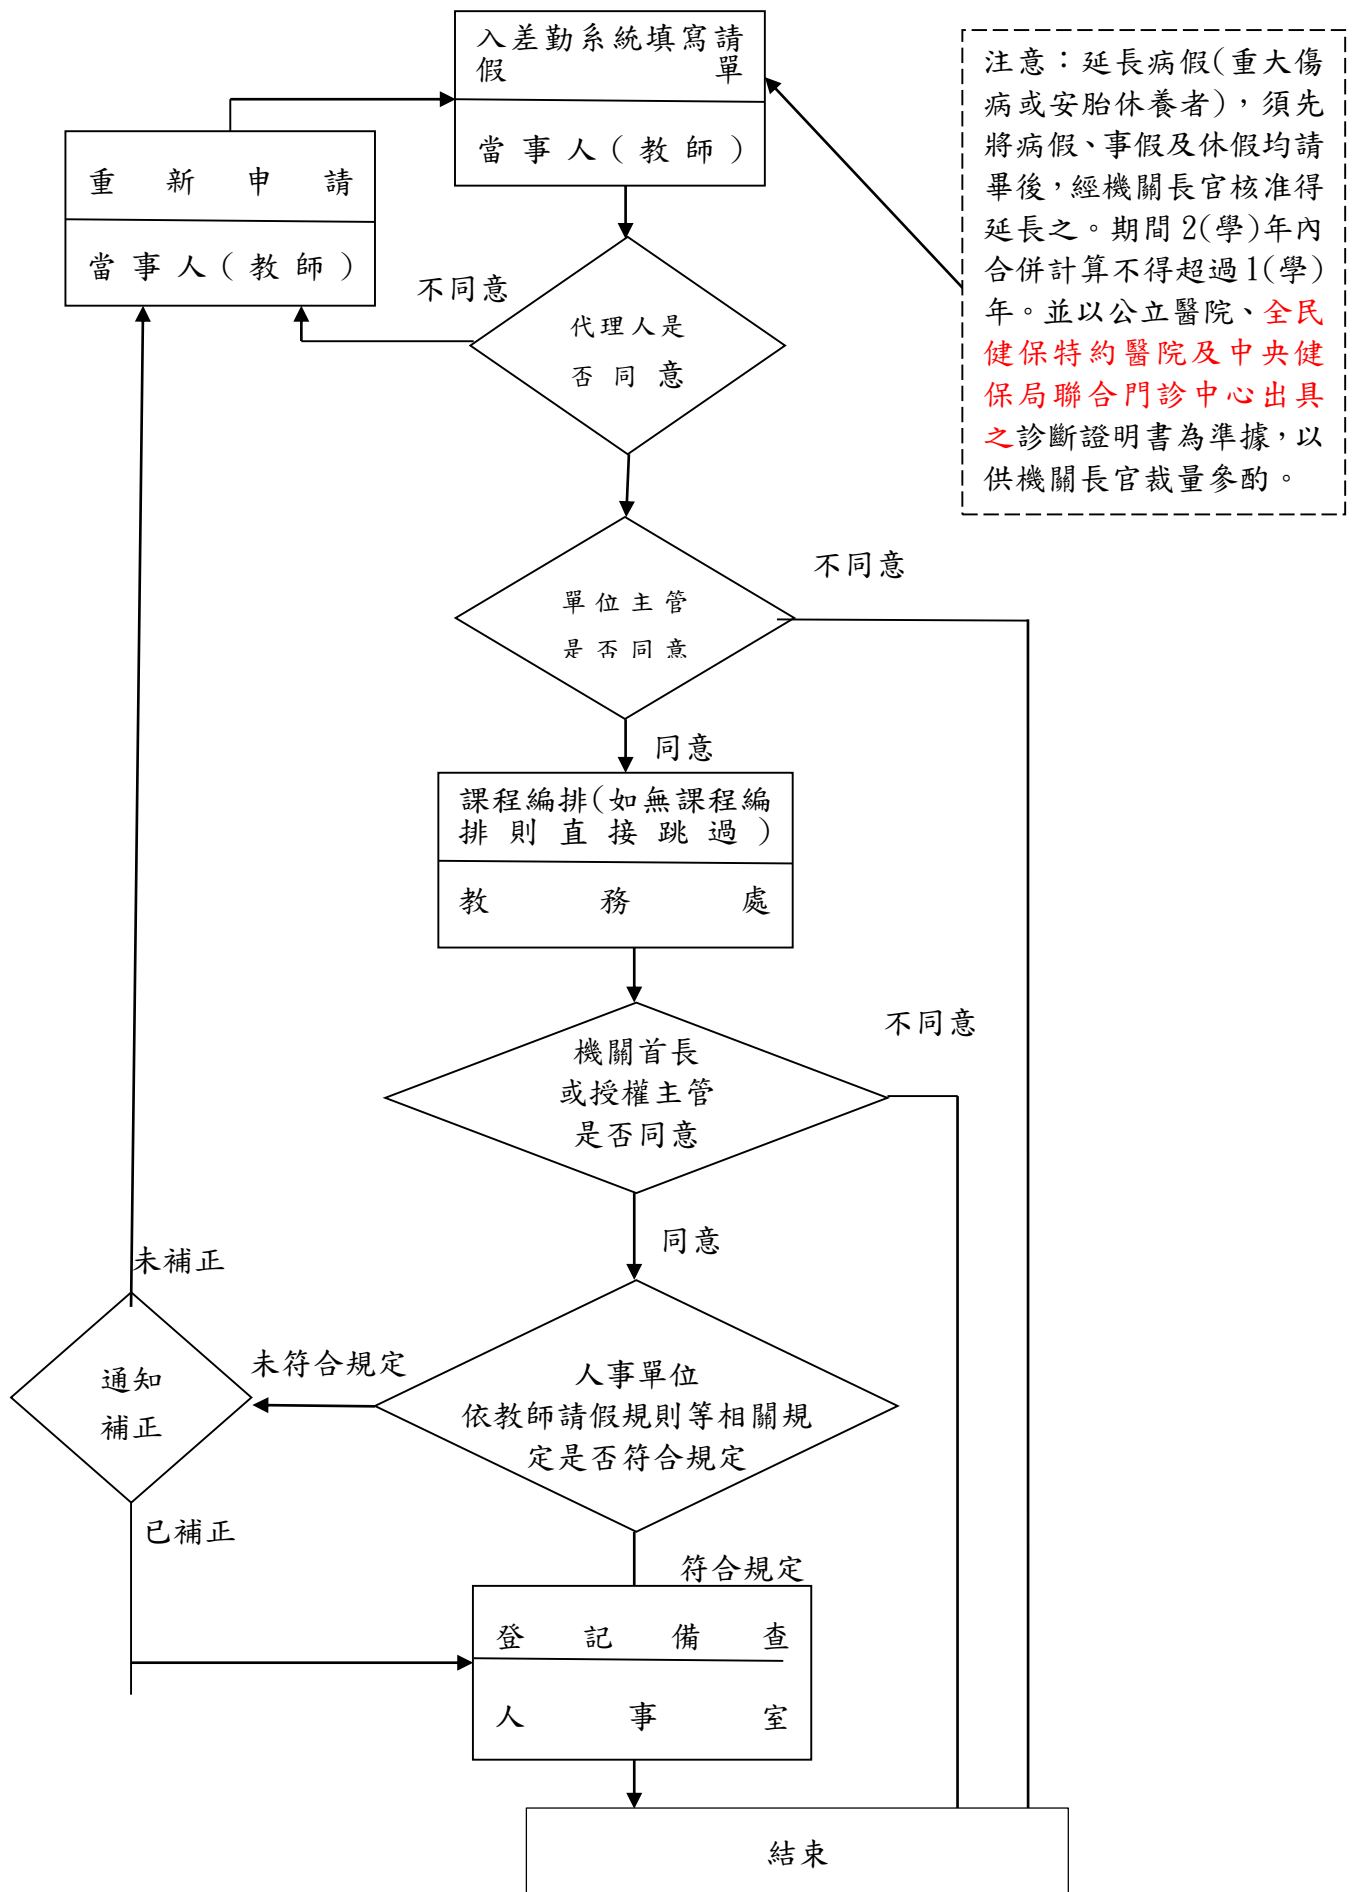 入差勤系統填寫請
假單
當事人(教師)
注意：延長病假(重大傷
病或安胎休養者)，須先
將病假、事假及休假均請
畢後，經機關長官核准得
延長之。期間2(學)年內
合併計算不得超過1(學)
年。並以公立醫院、全民
健保特約醫院及中央健
保局聯合門診中心出具
之診斷證明書為準據，以
供機關長官裁量參酌。
重新申請
當事人(教師)
不同意
代理人是
否同意
不同意
單位主管
是否同意
同意
課程編排(如無課程編
排則直接跳過)
教務處
不同意
機關首長
或授權主管
是否同意
同意
未補正
通知
補正
未符合規定
人事單位
依教師請假規則等相關規
定是否符合規定
已補正
符合規定
登記備查
人事室
結束